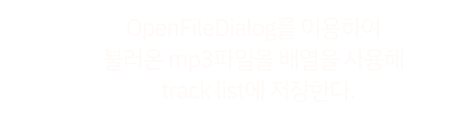 OpenFileDialog를 이용하여
불러온 mp3파일을 배열을 사용해
track list에 저장한다.